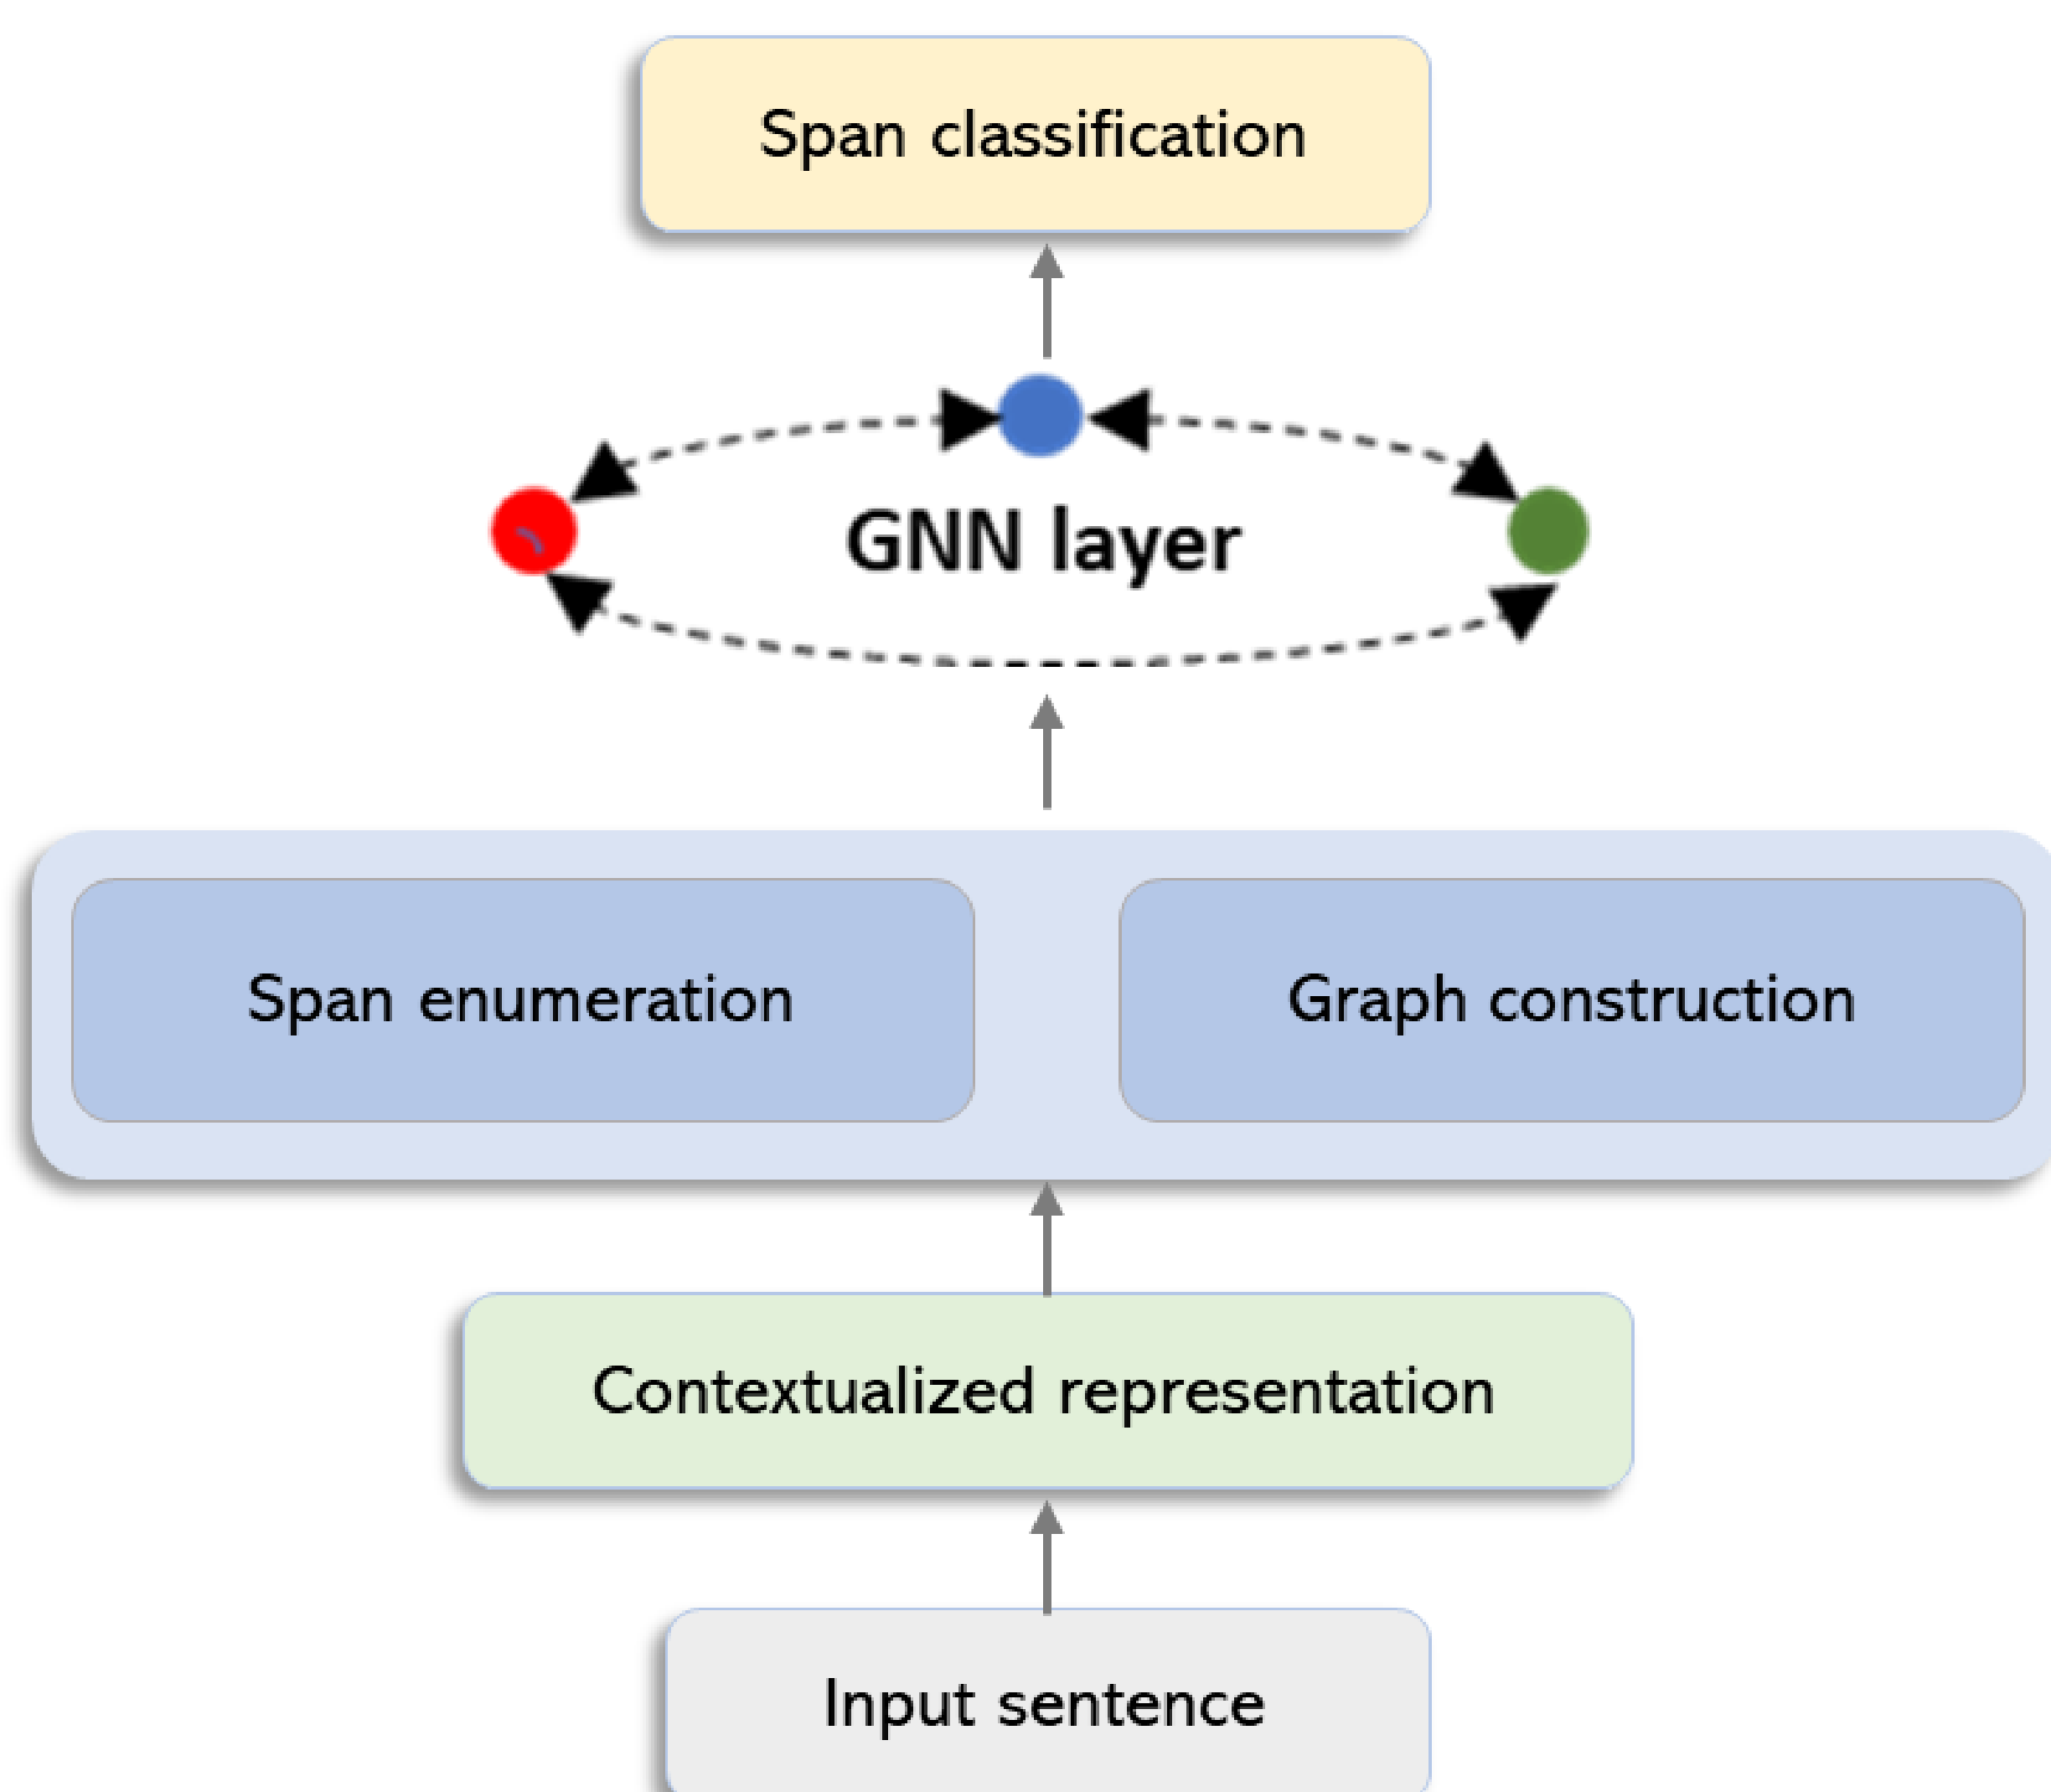 Span classification
GNN layer
Span enumeration
Graph construction
Contextualized representation
Input sentence